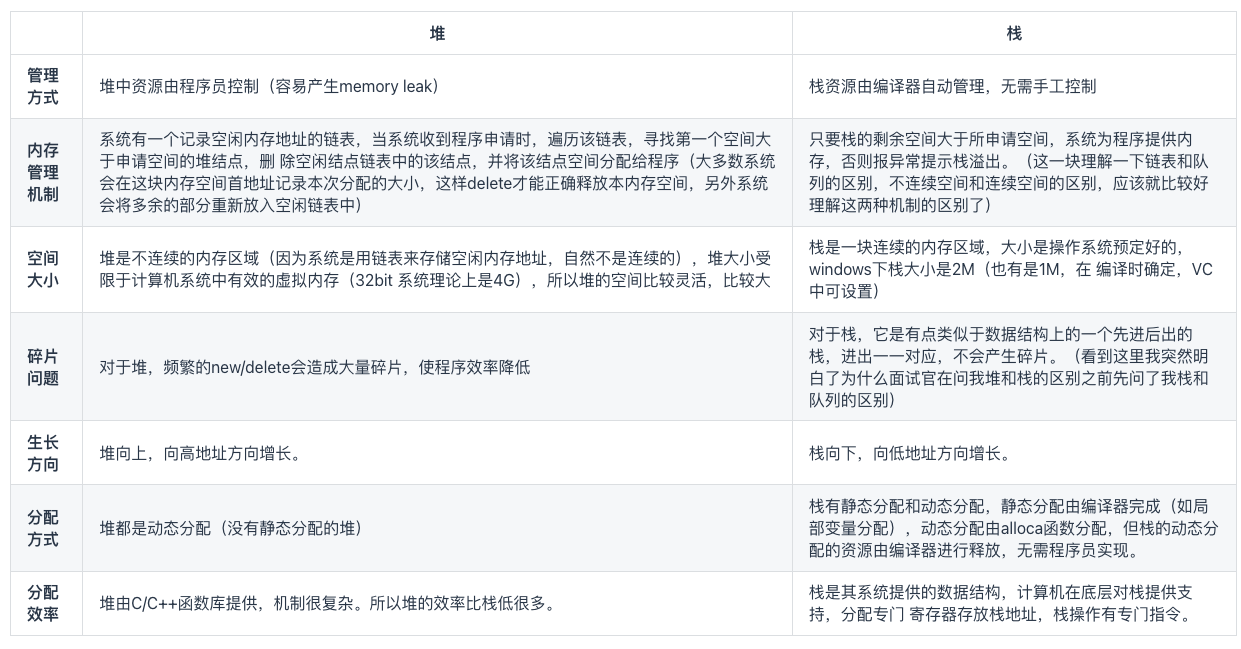 堆
栈
管理
方式
堆中资源由程序员控制（容易产生memory leak）
栈资源由编译器自动管理，无需手工控制
内存
管理
机制
系统有一个记录空闲内存地址的链表，当系统收到程序申请时，遍历该链表，寻找第一个空间大
于申请空间的堆结点，删 除空闲结点链表中的该结点，并将该结点空间分配给程序（大多数系统
会在这块内存空间首地址记录本次分配的大小，这样delete才能正确释放本内存空间，另外系统
会将多余的部分重新放入空闲链表中）
只要栈的剩余空间大于所申请空间，系统为程序提供内
存，否则报异常提示栈溢出。（这一块理解一下链表和队
列的区别，不连续空间和连续空间的区别，应该就比较好
理解这两种机制的区别了）
空间
大小
堆是不连续的内存区域（因为系统是用链表来存储空闲内存地址，自然不是连续的），堆大小受
限于计算机系统中有效的虚拟内存（32bit 系统理论上是4G），所以堆的空间比较灵活，比较大
栈是一块连续的内存区域，大小是操作系统预定好的，
windows下栈大小是2M（也有是1M，在 编译时确定，VC
中可设置）
碎片
问题
对于堆，频繁的new/delete会造成大量碎片，使程序效率降低
对于栈，它是有点类似于数据结构上的一个先进后出的
栈，进出一一对应，不会产生碎片。（看到这里我突然明
白了为什么面试官在问我堆和栈的区别之前先问了我栈和
队列的区别）
生长
方向
堆向上，向高地址方向增长。
栈向下，向低地址方向增长。
分配
方式
堆都是动态分配（没有静态分配的堆）
栈有静态分配和动态分配，静态分配由编译器完成（如局
部变量分配），动态分配由alloca函数分配，但栈的动态分
配的资源由编译器进行释放，无需程序员实现。
分配
效率
堆由C/C++函数库提供，机制很复杂。所以堆的效率比栈低很多。
栈是其系统提供的数据结构，计算机在底层对栈提供支
持，分配专门 寄存器存放栈地址，栈操作有专门指令。